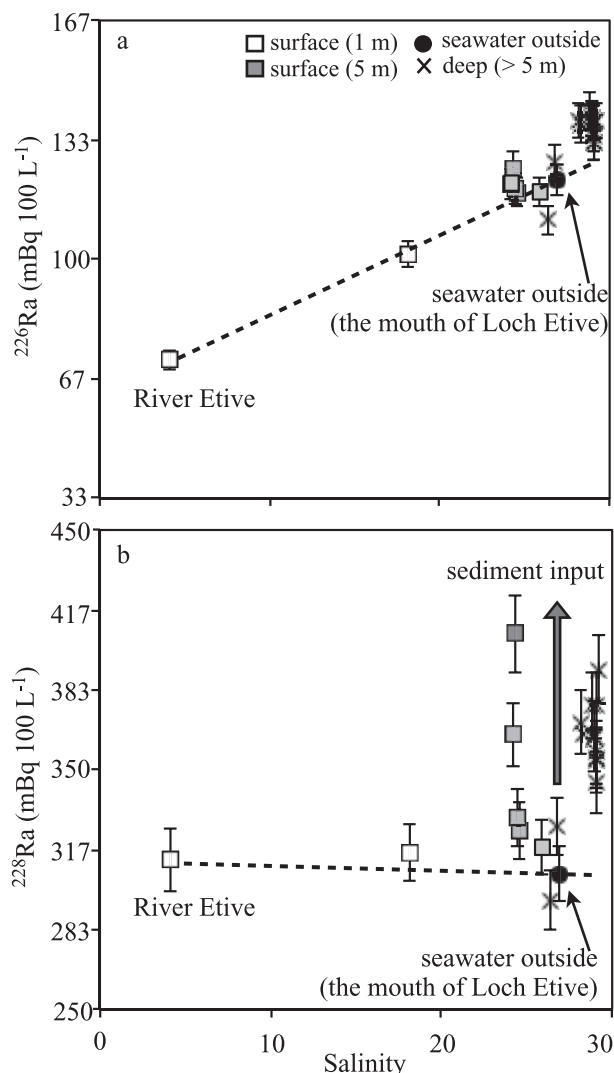 167
a
surface (1 m)
seawater outside
surface (5 m)
deep (> 5 m)
133
226Ra (mBq 100 L-1)
100
seawater outside
(the mouth of Loch Etive)
67
River Etive
33
450
b
sediment input
417
383
228Ra (mBq 100 L-1)
350
317
River Etive
283
seawater outside
(the mouth of Loch Etive)
250
0
10
20
30
Salinity